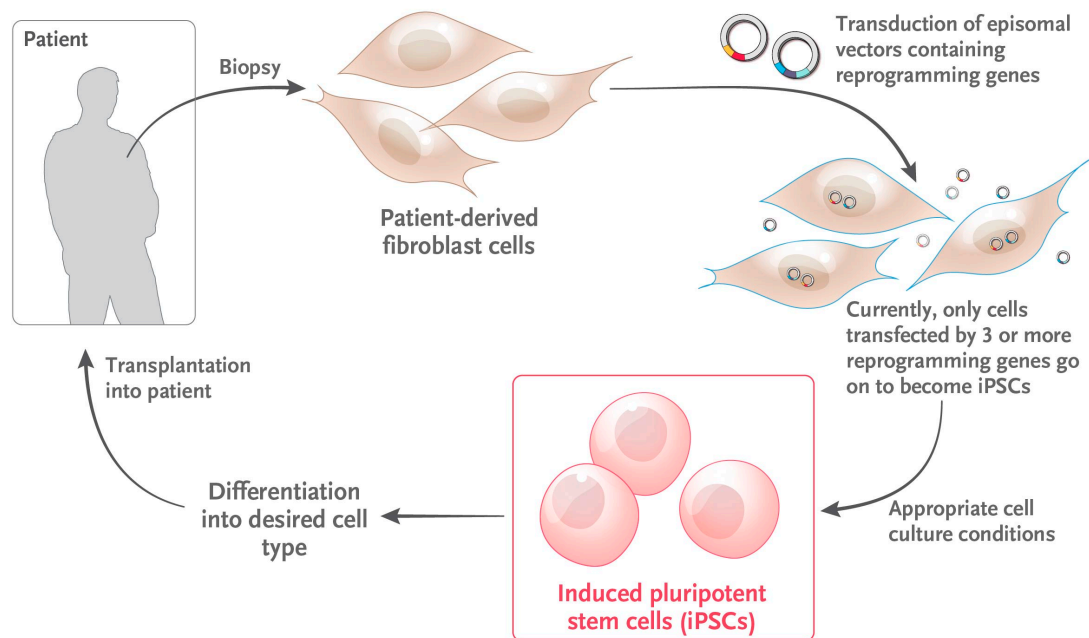 Patient
Biopsy
Patient-derived
fibroblast cells
Transduction of episomal
vectors containing
reprogramming genes
Currently, only cells
transfected by 3 or more
reprogramming genes go
on to become iPSCs
Appropriate cell
culture conditions
Induced pluripotent
stem cells (iPSCs)
Differentiation
into desired cell
type
Transplantation
into patient